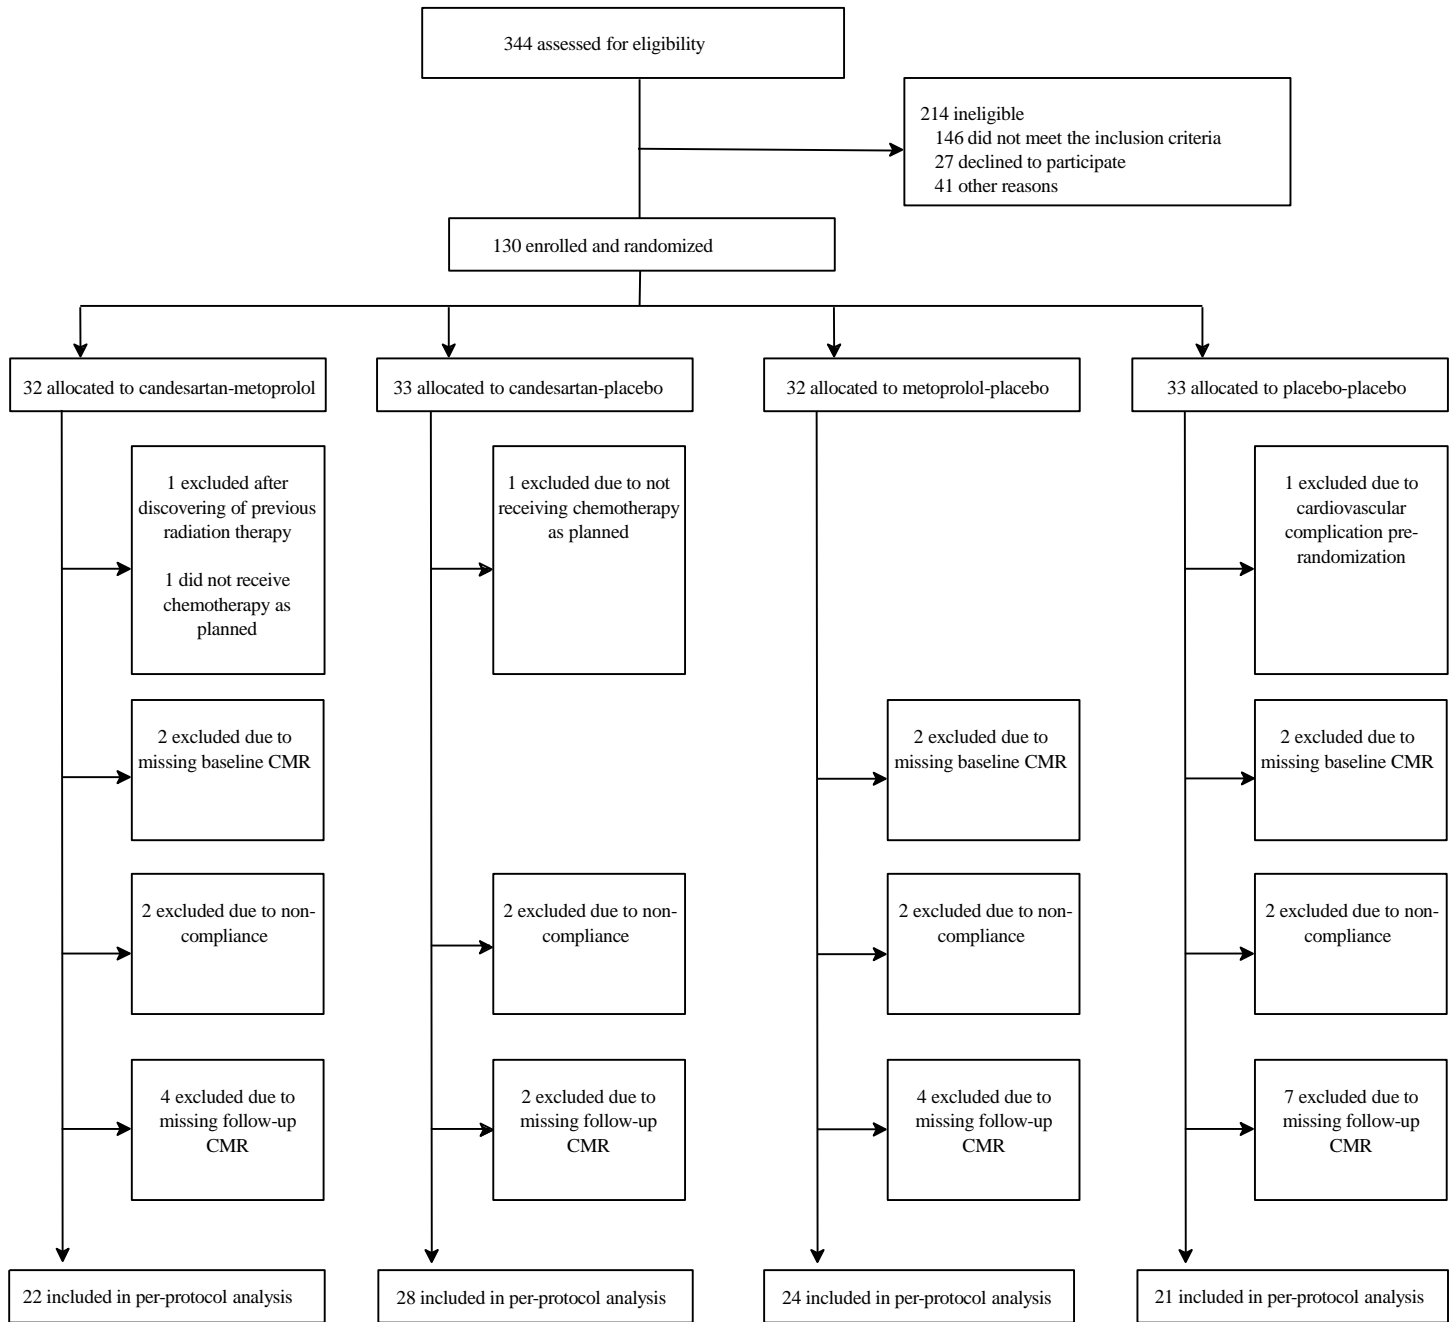 344 assessed for eligibility
214 ineligible
146 did not meet the inclusion criteria
27 declined to participate
41 other reasons
130 enrolled and randomized
32 allocated to candesartan-metoprolol
33 allocated to candesartan-placebo
32 allocated to metoprolol-placebo
33 allocated to placebo-placebo
1 excluded after
discovering of previous
radiation therapy
1 did not receive
chemotherapy as
planned
1 excluded due to not
receiving chemotherapy
as planned
1 excluded due to
cardiovascular
complication pre-
randomization
2 excluded due to
missing baseline CMR
2 excluded due to
missing baseline CMR
2 excluded due to
missing baseline CMR
2 excluded due to non-
compliance
2 excluded due to non-
compliance
2 excluded due to non-
compliance
2 excluded due to non-
compliance
4 excluded due to
missing follow-up
CMR
2 excluded due to
missing follow-up
CMR
4 excluded due to
missing follow-up
CMR
7 excluded due to
missing follow-up
CMR
22 included in per-protocol analysis
28 included in per-protocol analysis
24 included in per-protocol analysis
21 included in per-protocol analysis